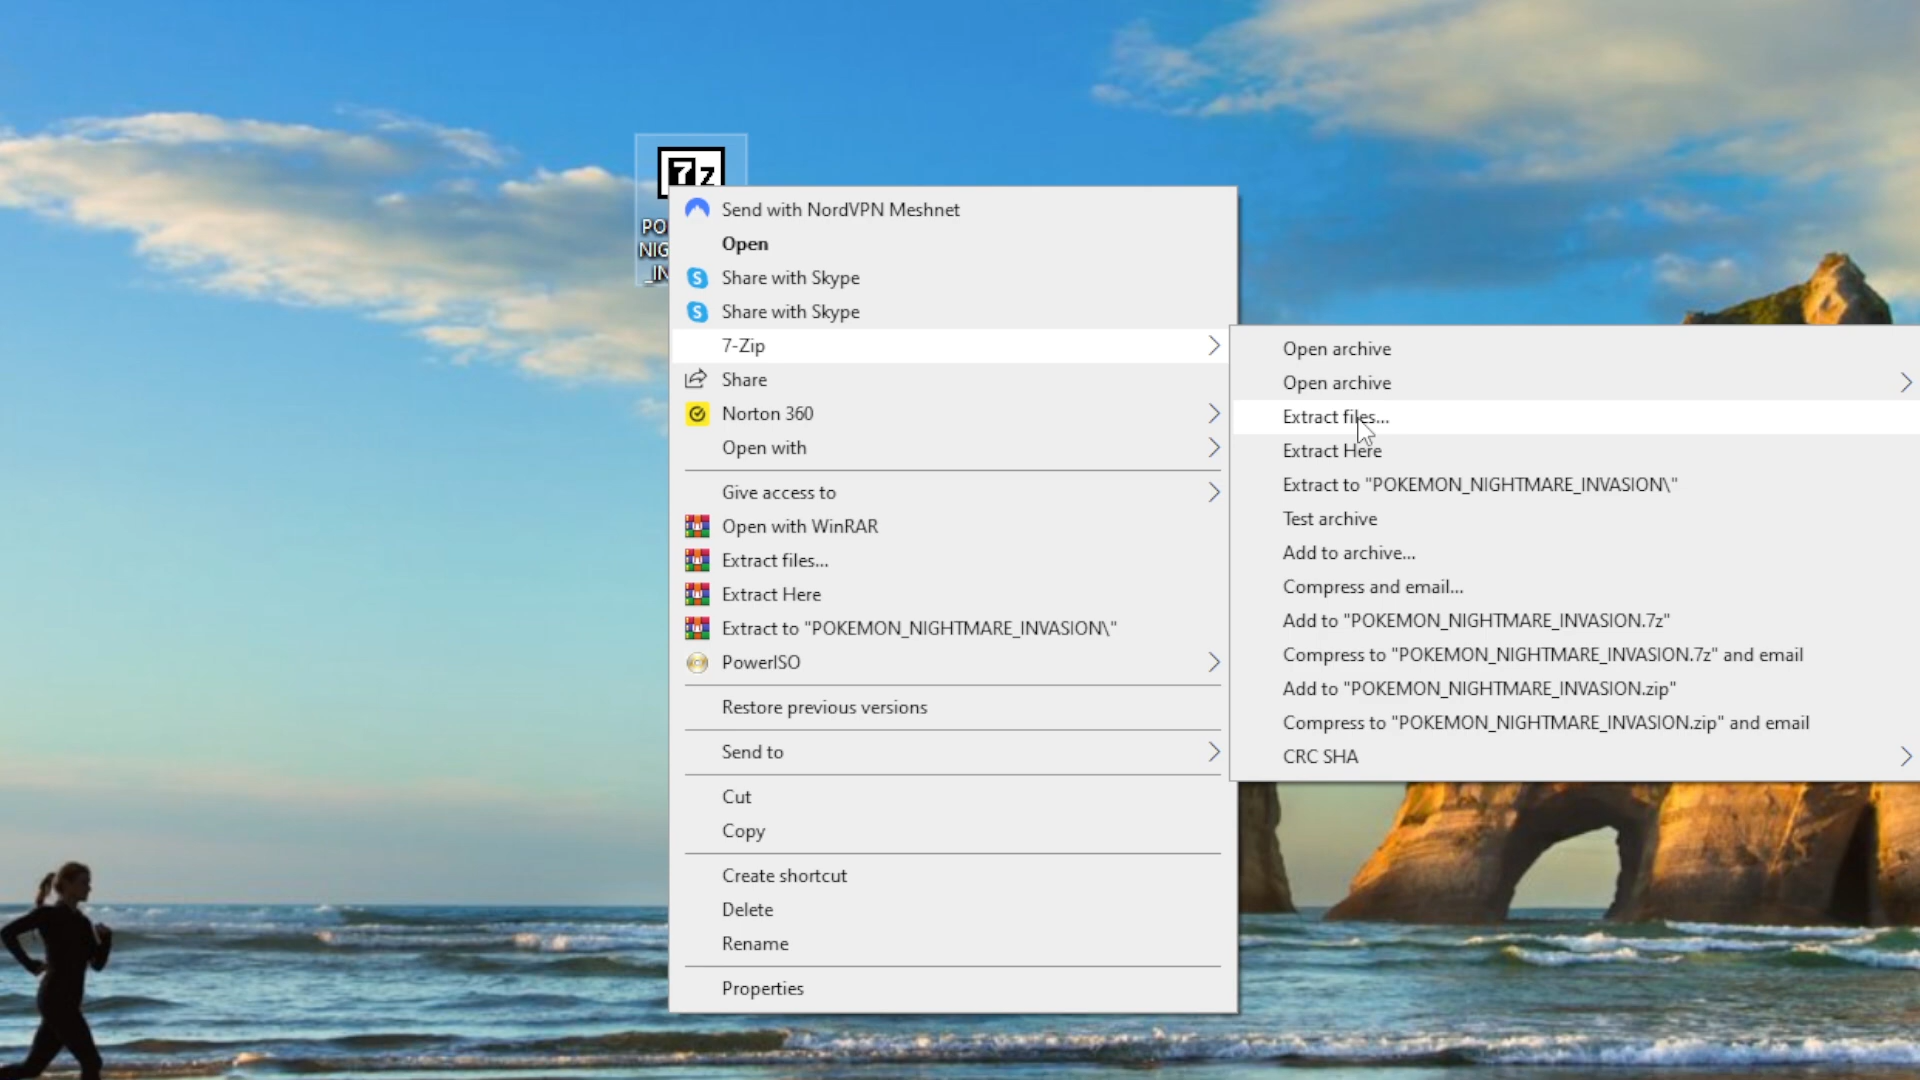 7z
PO
NIG
_IN
Send with NordVPN Meshnet
Open
Share with Skype
Share with Skype
7-Zip
Share
Norton 360
Open with
Give access to
Open with WinRAR
Extract files...
Extract Here
Extract to "POKEMON_NIGHTMARE_INVASION\"
PowerISO
Restore previous versions
Send to
Cut
Copy
Create shortcut
Delete
Rename
Properties
Open archive
Open archive
Extract files...
Extract Here
Extract to "POKEMON_NIGHTMARE_INVASION\"
Test archive
Add to archive...
Compress and email...
Add to "POKEMON_NIGHTMARE_INVASION.7z"
Compress to "POKEMON_NIGHTMARE_INVASION.7z" and email
Add to "POKEMON_NIGHTMARE_INVASION.zip"
Compress to "POKEMON_NIGHTMARE_INVASION.zip" and email
CRC SHA